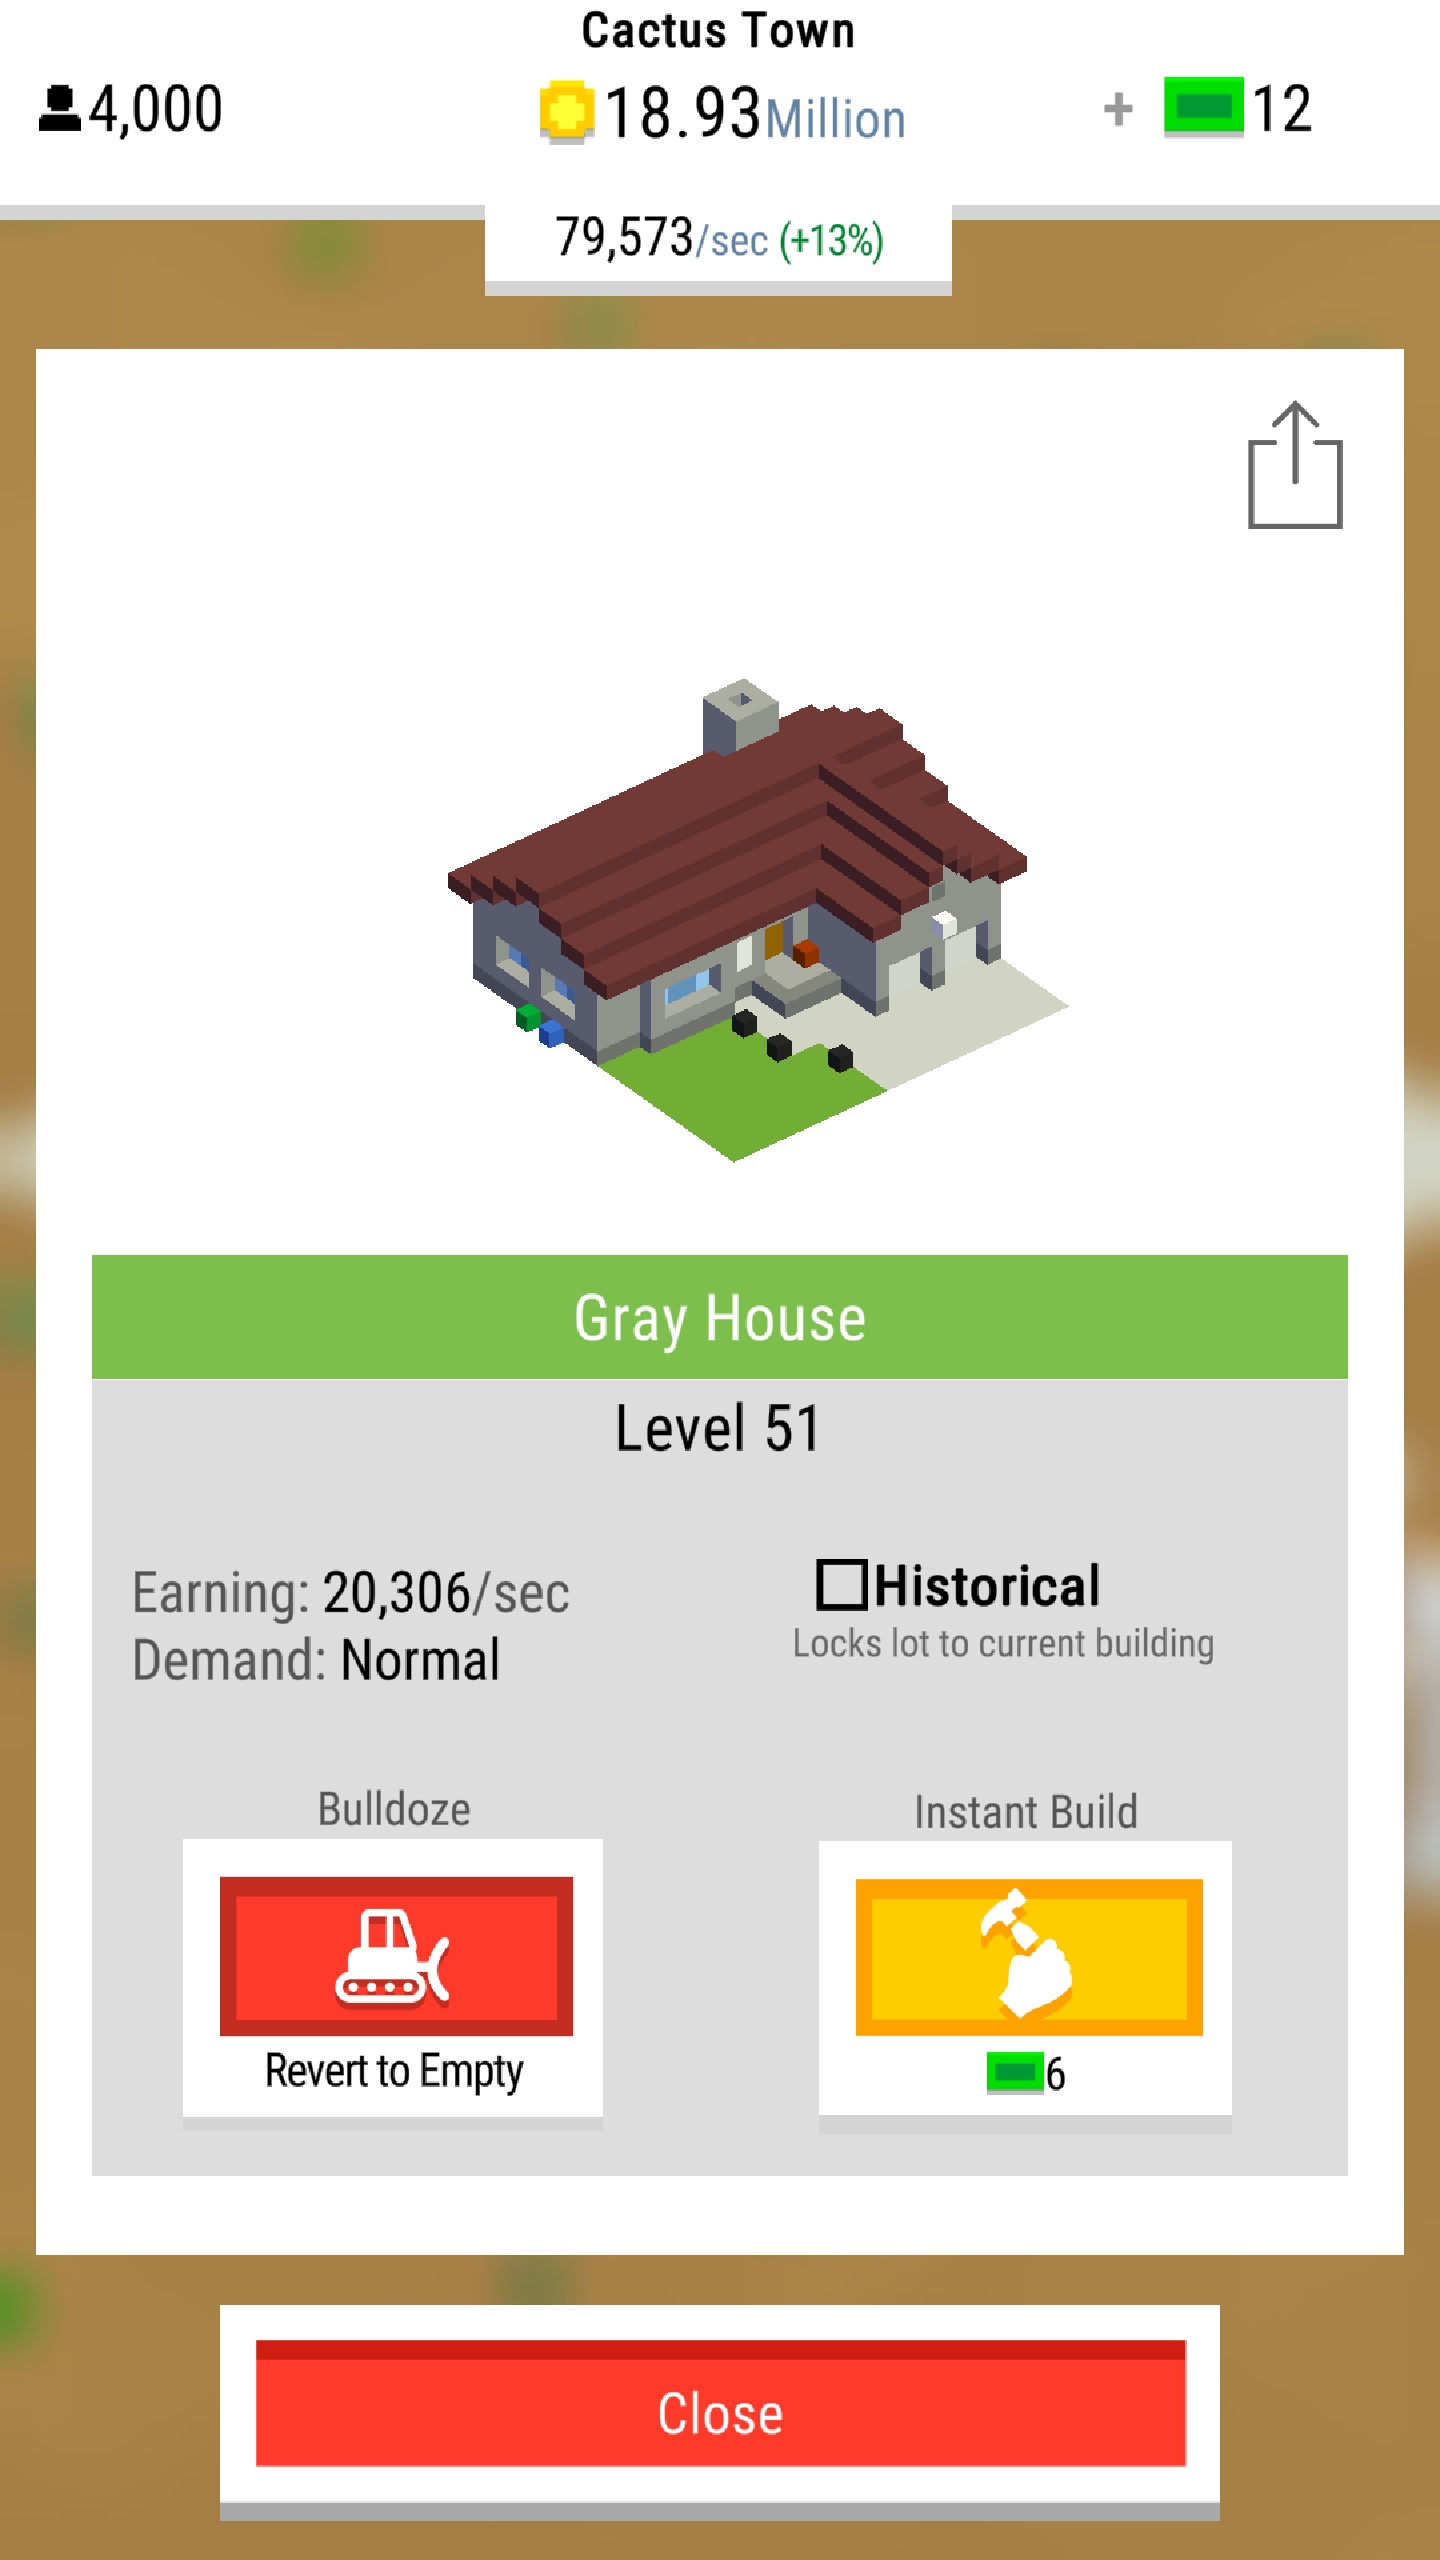 Cactus Town
4,000
18.93Million
+ 12
79,573/sec (+13%)
Gray House
Level 51
Earning: 20,306/sec
Demand: Normal
Historical
Locks lot to current building
Bulldoze
Revert to Empty
Instant Build
6
Close